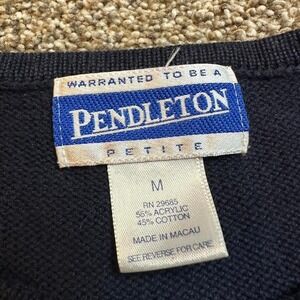 WARRANTED TO BE A
PENDLETON
PETITE
M
RN 29685
55% ACRYLIC
45% COTTON
MADE IN MACAU
SEE REVERSE FOR CARE